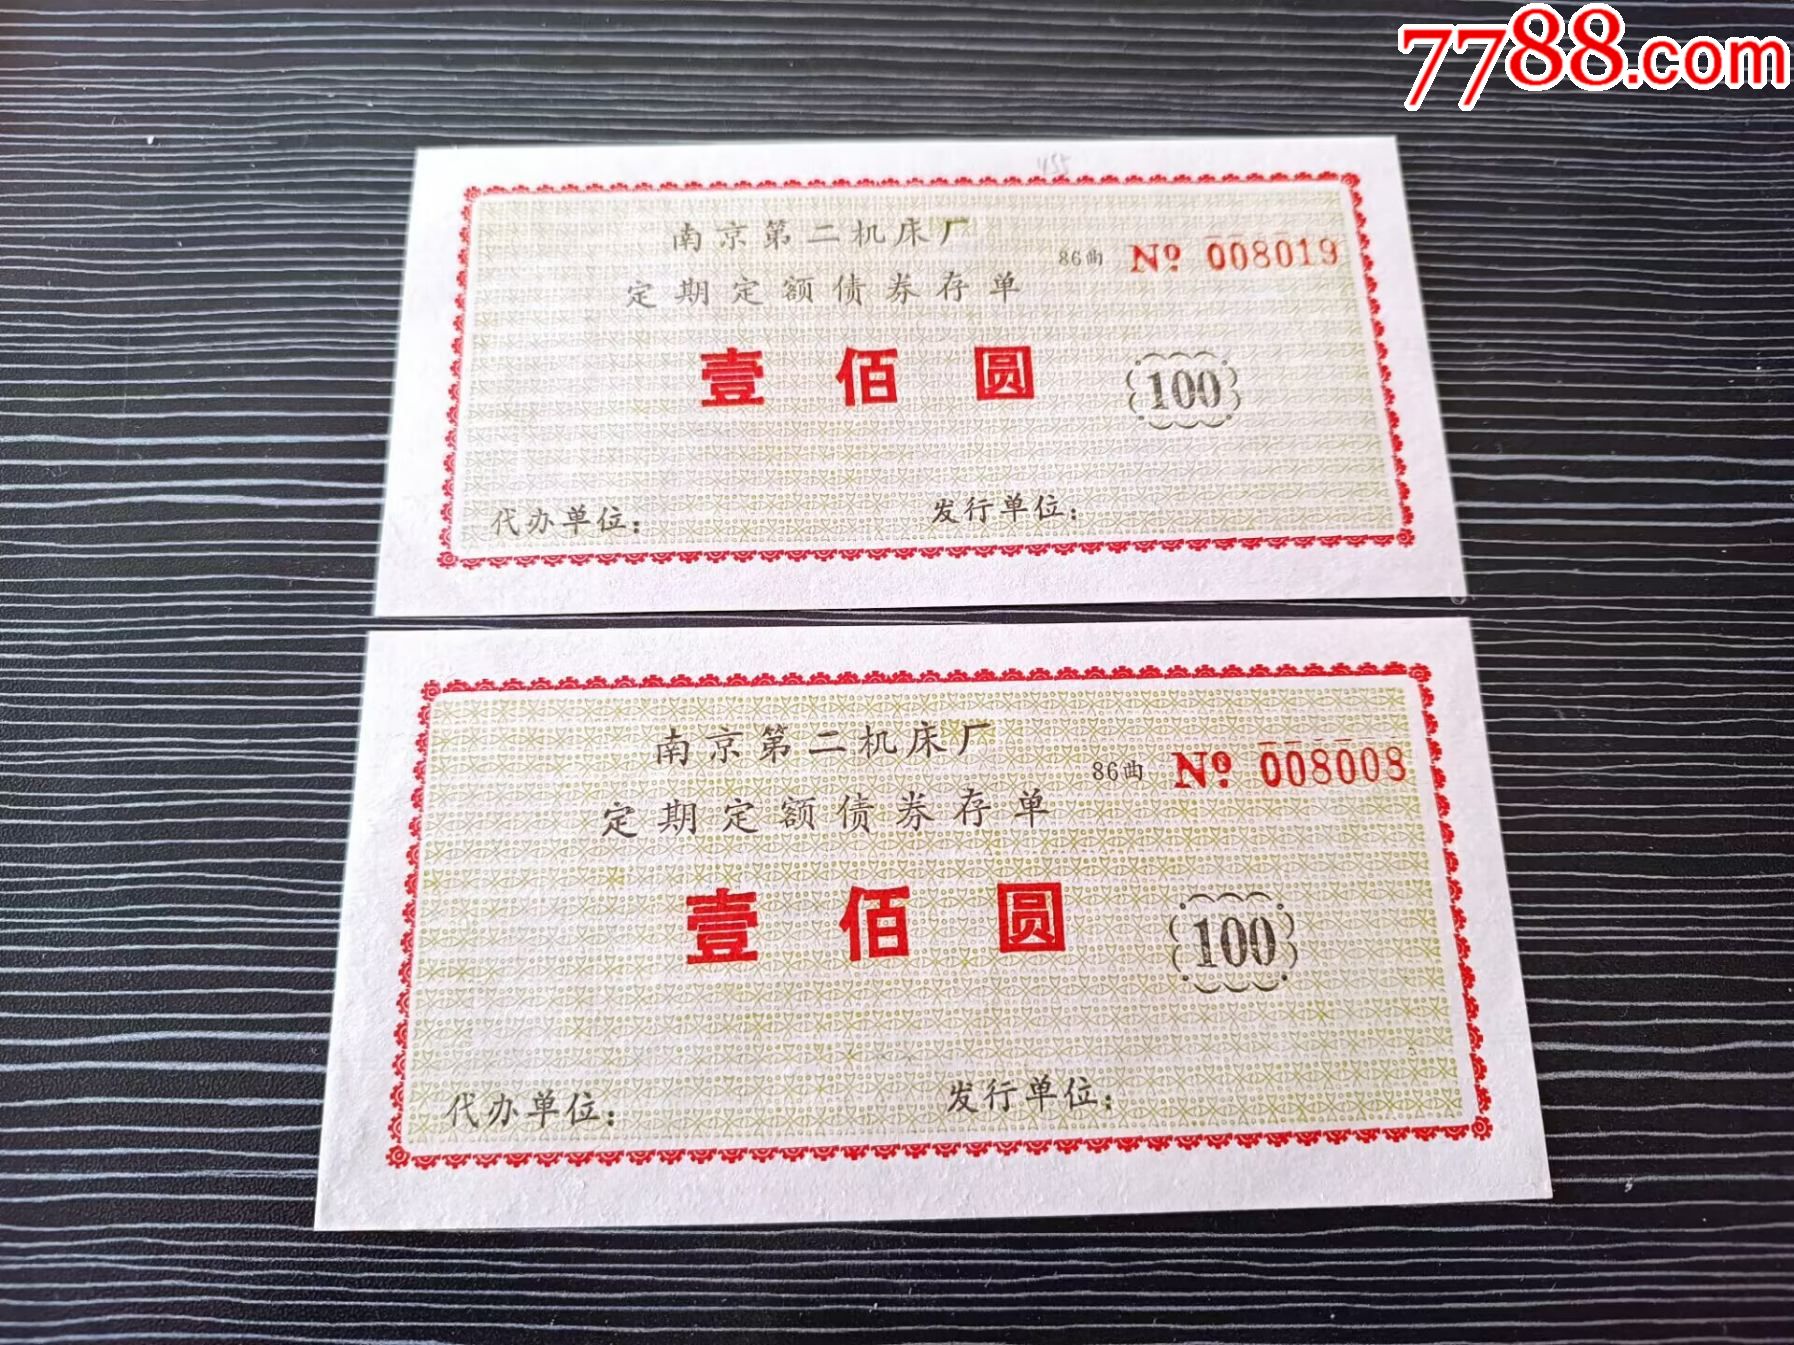 7788.com
南京第二机床厂
86曲 Nº 008019
定期定额债券存单
壹佰圆
100
代办单位：
发行单位：
南京第二机床厂
86曲 Nº 008008
定期定额债券存单
壹佰圆
100
代办单位：
发行单位：